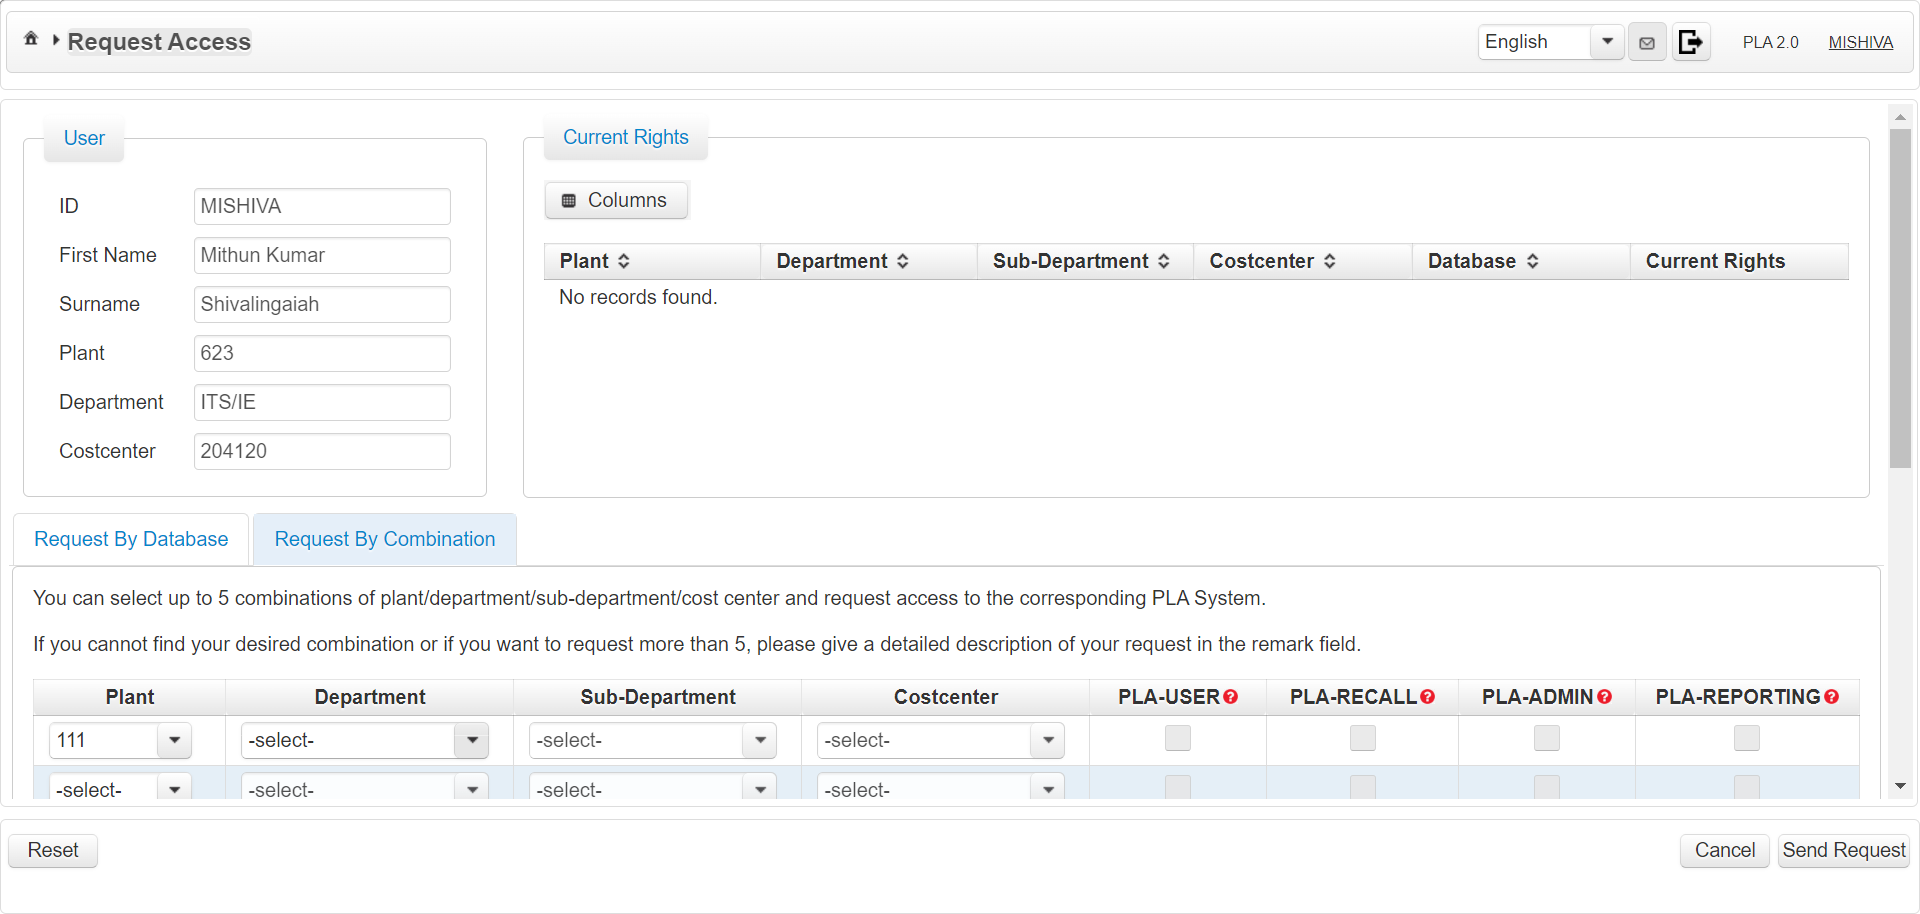 Request Access
English
PLA 2.0
MISHIVA
User
ID
MISHIVA
First Name
Mithun Kumar
Surname
Shivalingaiah
Plant
623
Department
ITS/IE
Costcenter
204120
Current Rights
Columns
Plant Department Sub-Department Costcenter Database Current Rights
No records found.
Request By Database
Request By Combination
You can select up to 5 combinations of plant/department/sub-department/cost center and request access to the corresponding PLA System.
If you cannot find your desired combination or if you want to request more than 5, please give a detailed description of your request in the remark field.
Plant Department Sub-Department Costcenter PLA-USER? PLA-RECALL? PLA-ADMIN? PLA-REPORTING?
111 -select- -select- -select-
-select- -select- -select- -select-
Reset
Cancel
Send Request